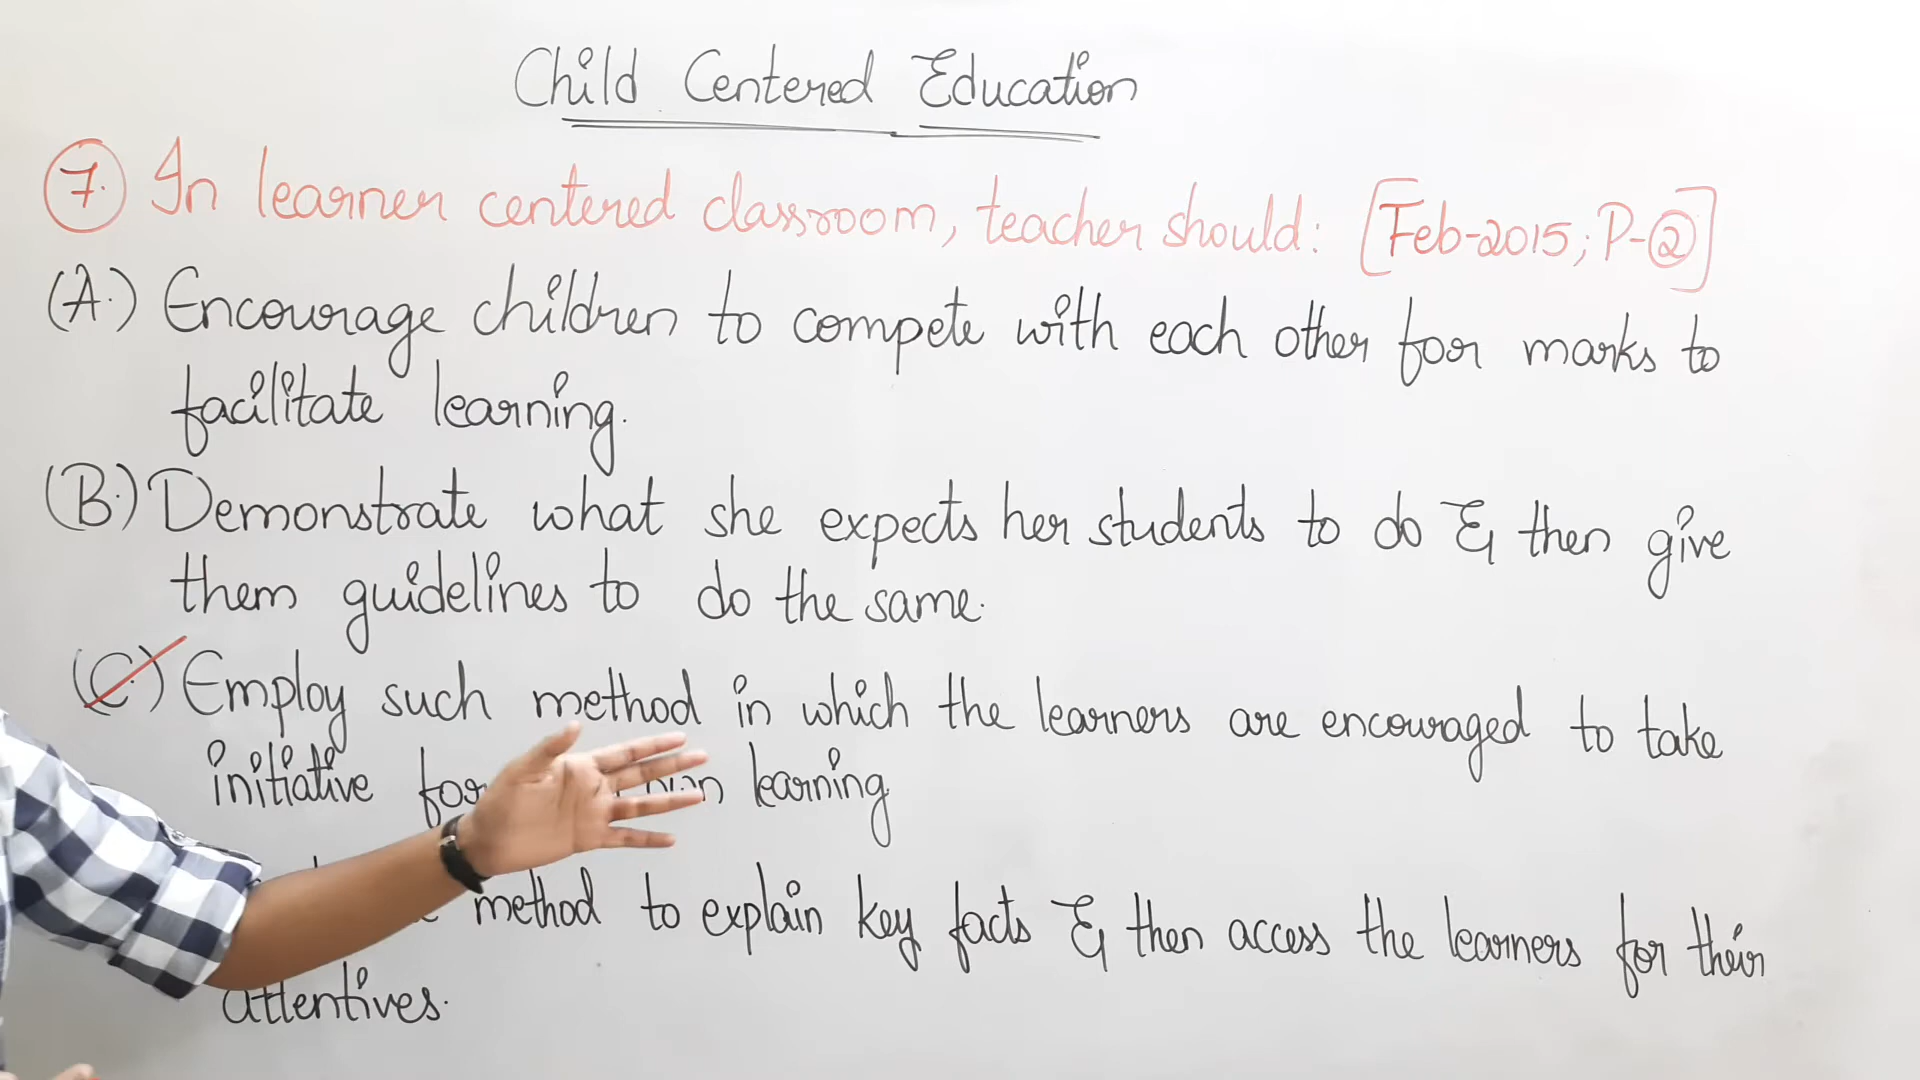 Child Centered Education
7. In learner centered classroom, teacher should: [Feb-2015; P-2]
(A.) Encourage children to compete with each other for marks to
facilitate learning.
(B.) Demonstrate what she expects her students to do & then give
them guidelines to do the same.
(C.) Employ such method in which the learners are encouraged to take
initiative for own learning
method to explain key facts & then access the learners for their
attentives.